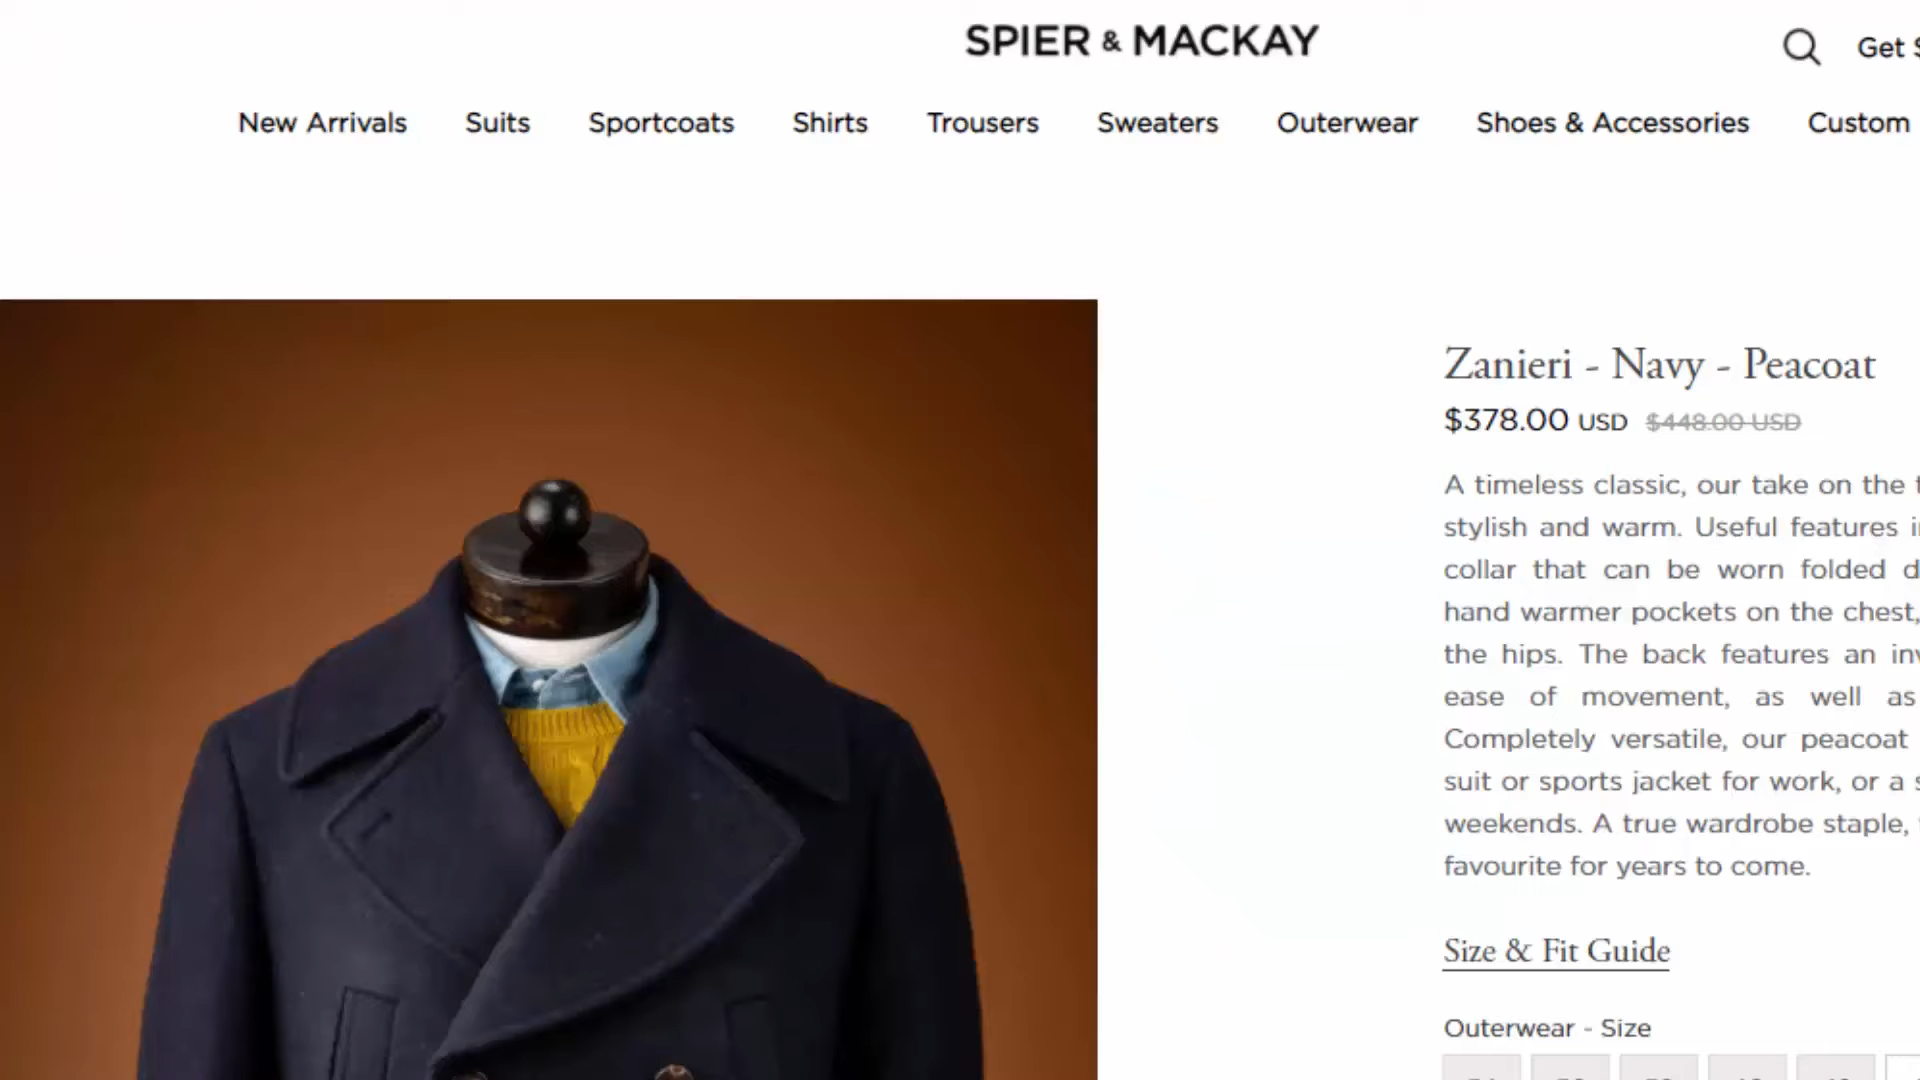 SPIER & MACKAY
Get
New Arrivals Suits Sportcoats Shirts Trousers Sweaters Outerwear Shoes & Accessories Custom
Zanieri - Navy - Peacoat
$378.00 USD $448.00 USD
A timeless classic, our take on the
stylish and warm. Useful features
collar that can be worn folded
hand warmer pockets on the chest,
the hips. The back features an
ease of movement, as well as
Completely versatile, our peacoat
suit or sports jacket for work, or a
weekends. A true wardrobe staple,
favourite for years to come.
Size & Fit Guide
Outerwear - Size